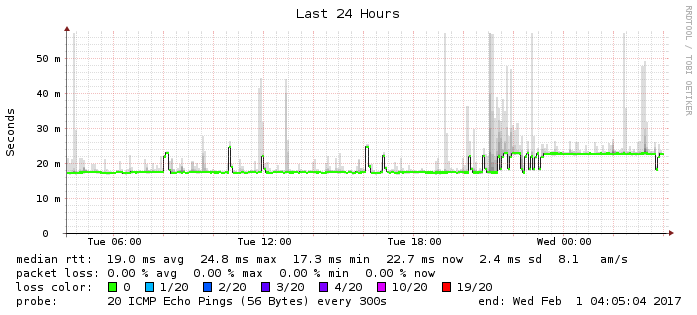 Last 24 Hours
RRDTOOL / TOBI OETIKER
Seconds
50 m
40 m
30 m
20 m
10 m
0
Tue 06:00 Tue 12:00 Tue 18:00 Wed 00:00
median rtt: 19.0 ms avg 24.8 ms max 17.3 ms min 22.7 ms now 2.4 ms sd 8.1 am/s
packet loss: 0.00 % avg 0.00 % max 0.00 % min 0.00 % now
loss color: 0 1/20 2/20 3/20 4/20 10/20 19/20
probe: 20 ICMP Echo Pings (56 Bytes) every 300s end: Wed Feb 1 04:05:04 2017